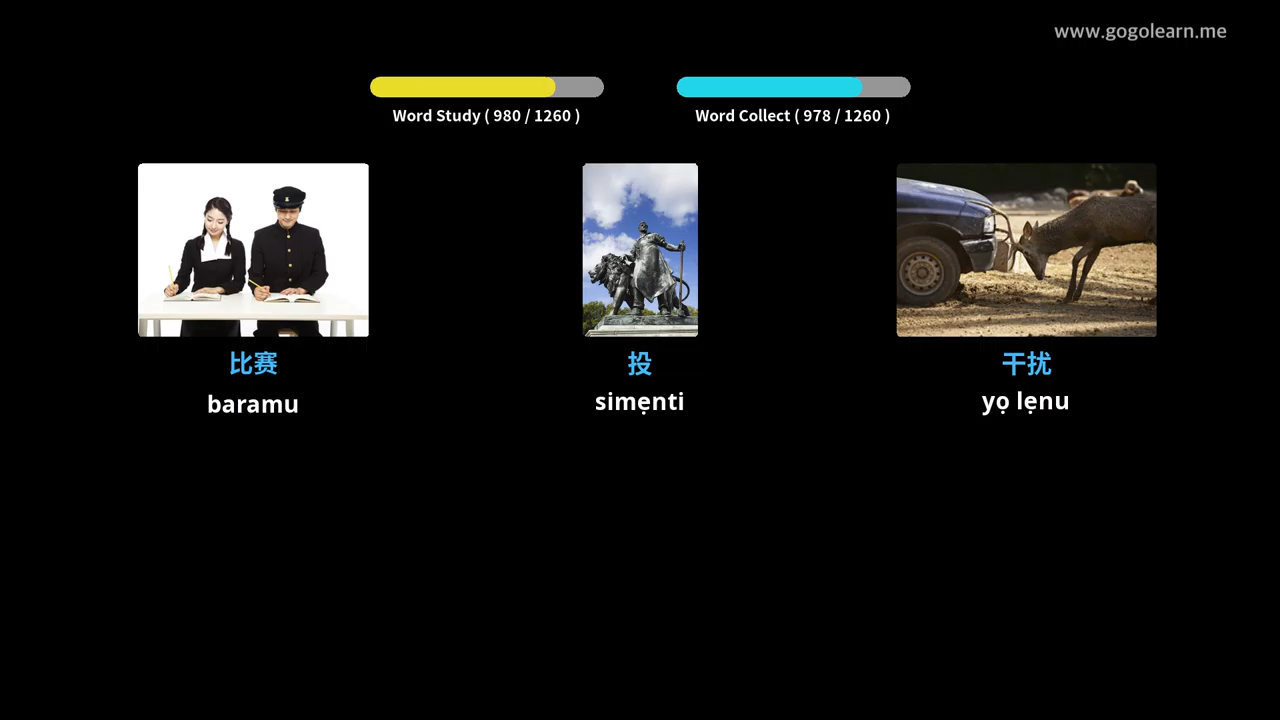 www.gogolearn.me
Word Study ( 980 / 1260 )
Word Collect ( 978 / 1260 )
比赛
baramu
投
simẹnti
干扰
yọ lẹnu